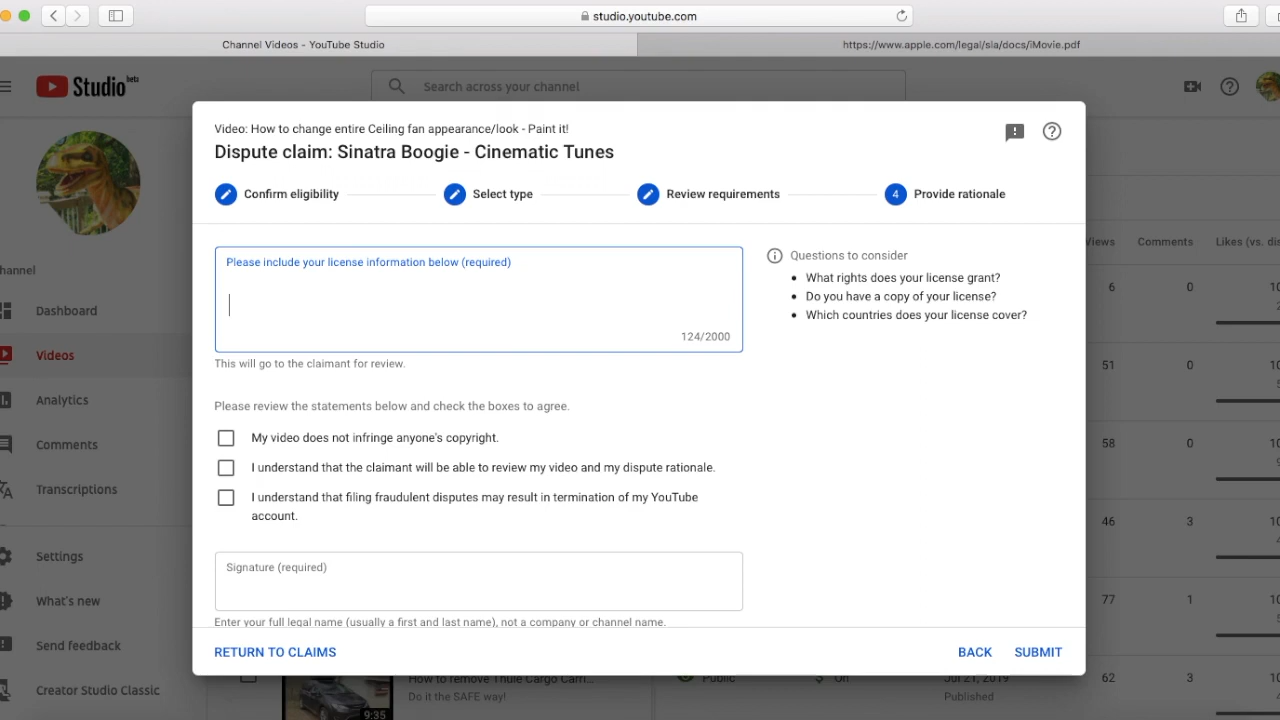 studio.youtube.com
Channel Videos - YouTube Studio
https://www.apple.com/legal/sla/docs/iMovie.pdf
Studio beta
Search across your channel
Video: How to change entire Ceiling fan appearance/look - Paint it!
Dispute claim: Sinatra Boogie - Cinematic Tunes
Confirm eligibility
Select type
Review requirements
4 Provide rationale
Please include your license information below (required)
124/2000
This will go to the claimant for review.
Questions to consider
• What rights does your license grant?
• Do you have a copy of your license?
• Which countries does your license cover?
Please review the statements below and check the boxes to agree.
My video does not infringe anyone's copyright.
I understand that the claimant will be able to review my video and my dispute rationale.
I understand that filing fraudulent disputes may result in termination of my YouTube
account.
Signature (required)
Enter your full legal name (usually a first and last name), not a company or channel name.
RETURN TO CLAIMS
BACK
SUBMIT
hannel
Dashboard
Videos
Analytics
Comments
Transcriptions
Settings
What's new
Send feedback
Creator Studio Classic
Views Comments Likes (vs. dis
6 0 10
51 0 10
58 0 10
46 3 10
77 1 10
62 3 10
How to remove Thule Cargo Carri...
Do it the SAFE way!
9:35
Public
On
Jul 21, 2019
Published